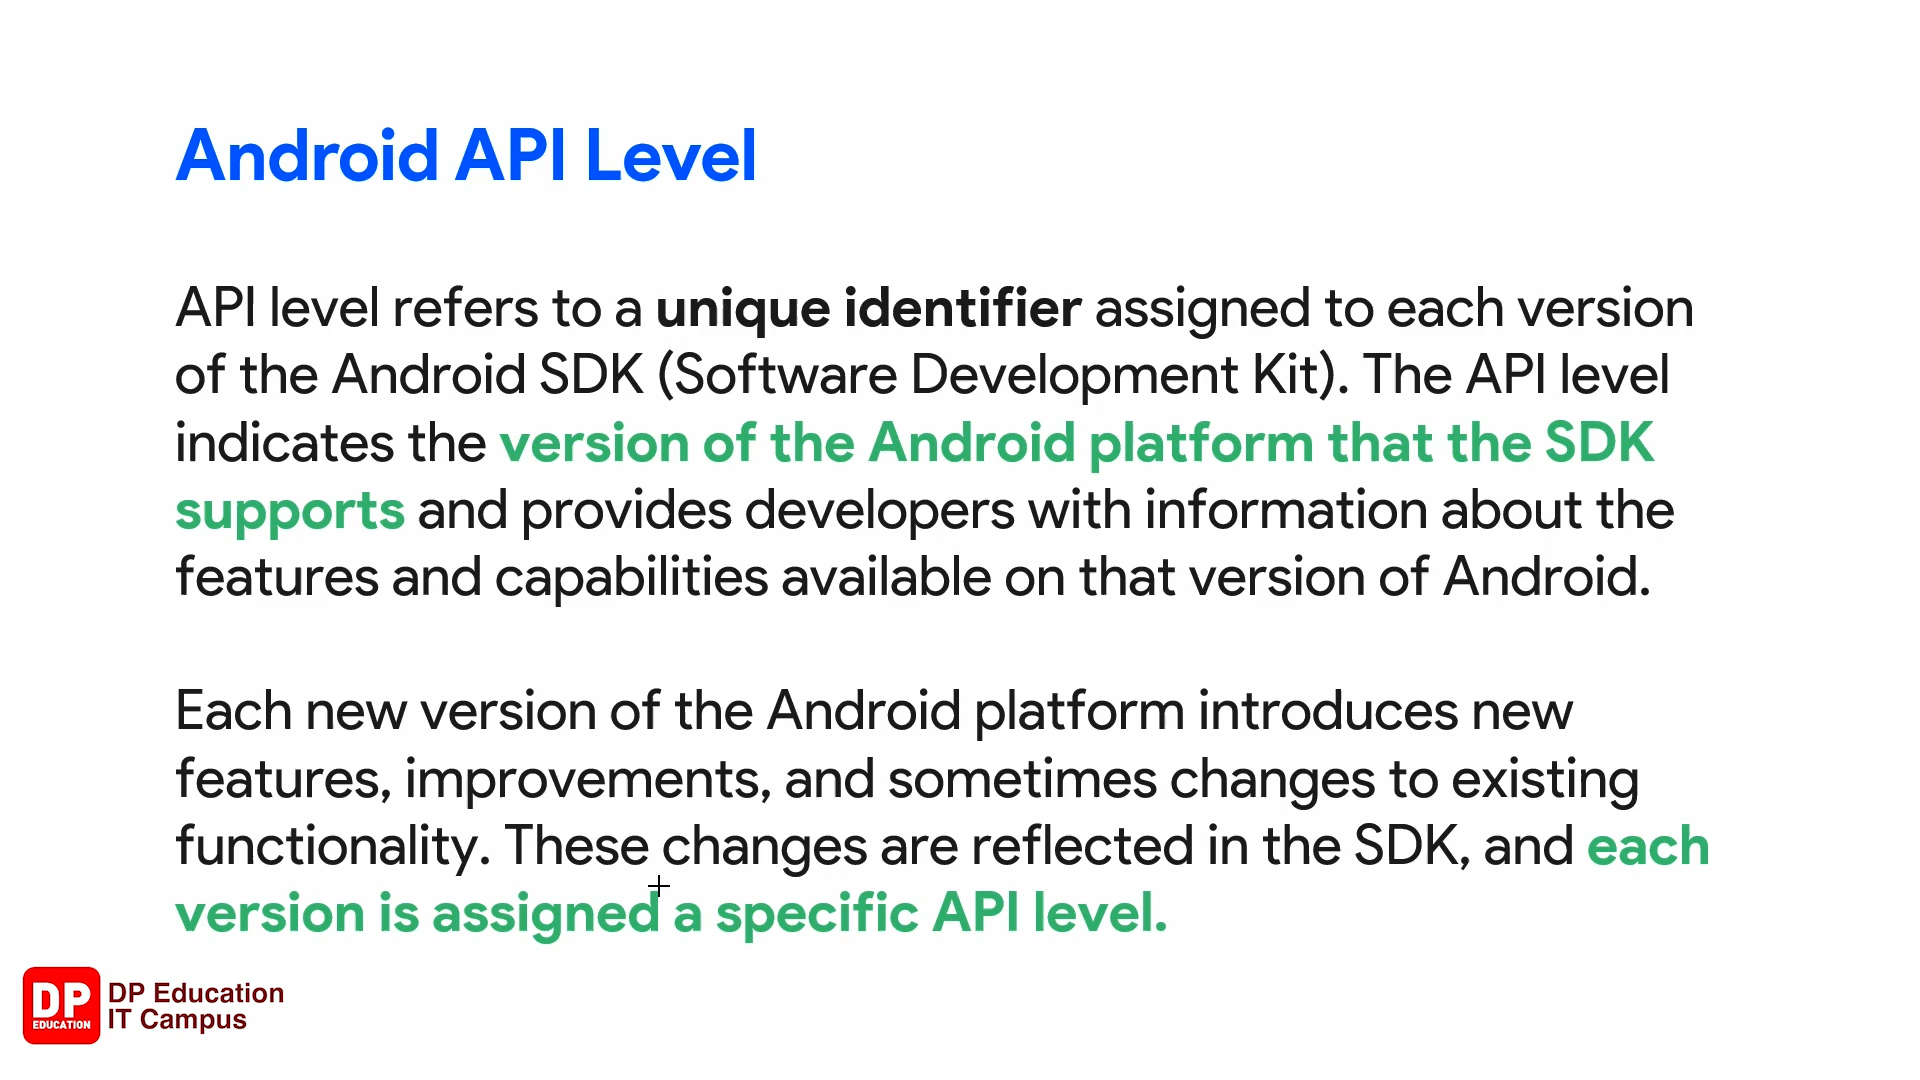 Android API Level
API level refers to a unique identifier assigned to each version
of the Android SDK (Software Development Kit). The API level
indicates the version of the Android platform that the SDK
supports and provides developers with information about the
features and capabilities available on that version of Android.
Each new version of the Android platform introduces new
features, improvements, and sometimes changes to existing
functionality. These changes are reflected in the SDK, and each
version is assigned a specific API level.
DP
EDUCATION
DP Education
IT Campus